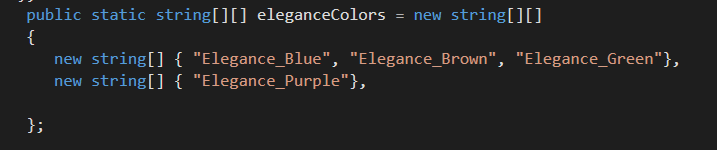 public static string[][] eleganceColors = new string[][]
{
new string[] { "Elegance_Blue", "Elegance_Brown", "Elegance_Green"},
new string[] { "Elegance_Purple"},
};